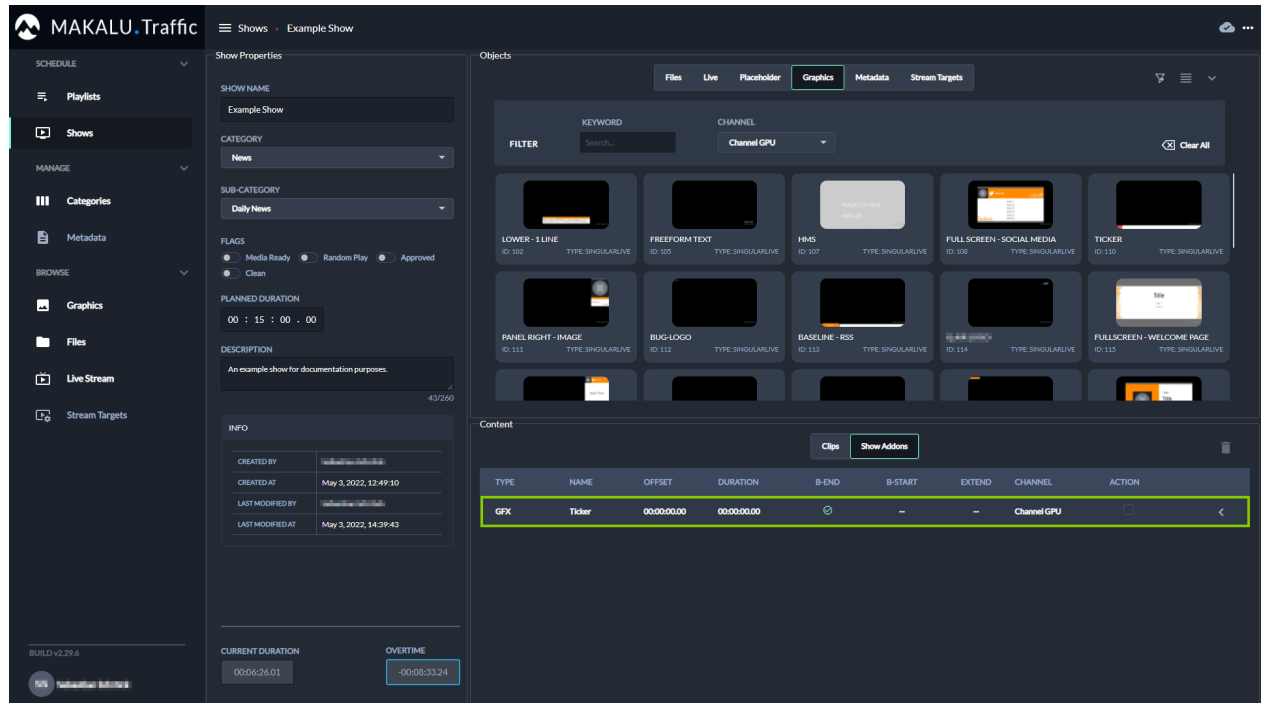 MAKALU.Traffic
Shows
Example Show
SCHEDULE
Playlists
Shows
MANAGE
Categories
Metadata
BROWSE
Graphics
Files
Live Stream
Stream Targets
BUILD v2.29.6
Show Properties
SHOW NAME
Example Show
CATEGORY
News
SUB-CATEGORY
Daily News
FLAGS
Media Ready Random Play Approved
Clean
PLANNED DURATION
00 : 15 : 00 . 00
DESCRIPTION
An example show for documentation purposes.
43/260
INFO
CREATED BY
CREATED AT May 3, 2022, 12:49:10
LAST MODIFIED BY
LAST MODIFIED AT May 3, 2022, 14:39:43
CURRENT DURATION OVERTIME
00:06:26.01 -00:08:33.24
Objects
Files Live Placeholder Graphics Metadata Stream Targets
KEYWORD CHANNEL
FILTER Search... Channel GPU Clear All
LOWER - 1 LINE
ID: 102 TYPE: SINGULARLIVE
FREEFORM TEXT
ID: 105 TYPE: SINGULARLIVE
HMS
ID: 107 TYPE: SINGULARLIVE
FULL SCREEN - SOCIAL MEDIA
ID: 108 TYPE: SINGULARLIVE
TICKER
ID: 110 TYPE: SINGULARLIVE
PANEL RIGHT - IMAGE
ID: 111 TYPE: SINGULARLIVE
BUG-LOGO
ID: 112 TYPE: SINGULARLIVE
BASELINE - RSS
ID: 113 TYPE: SINGULARLIVE
ID: 114 TYPE: SINGULARLIVE
Title
FULLSCREEN - WELCOME PAGE
ID: 115 TYPE: SINGULARLIVE
Title
Content
Clips Show Addons
TYPE NAME OFFSET DURATION B-END B-START EXTEND CHANNEL ACTION
GFX Ticker 00:00:00.00 00:00:00.00 – – Channel GPU